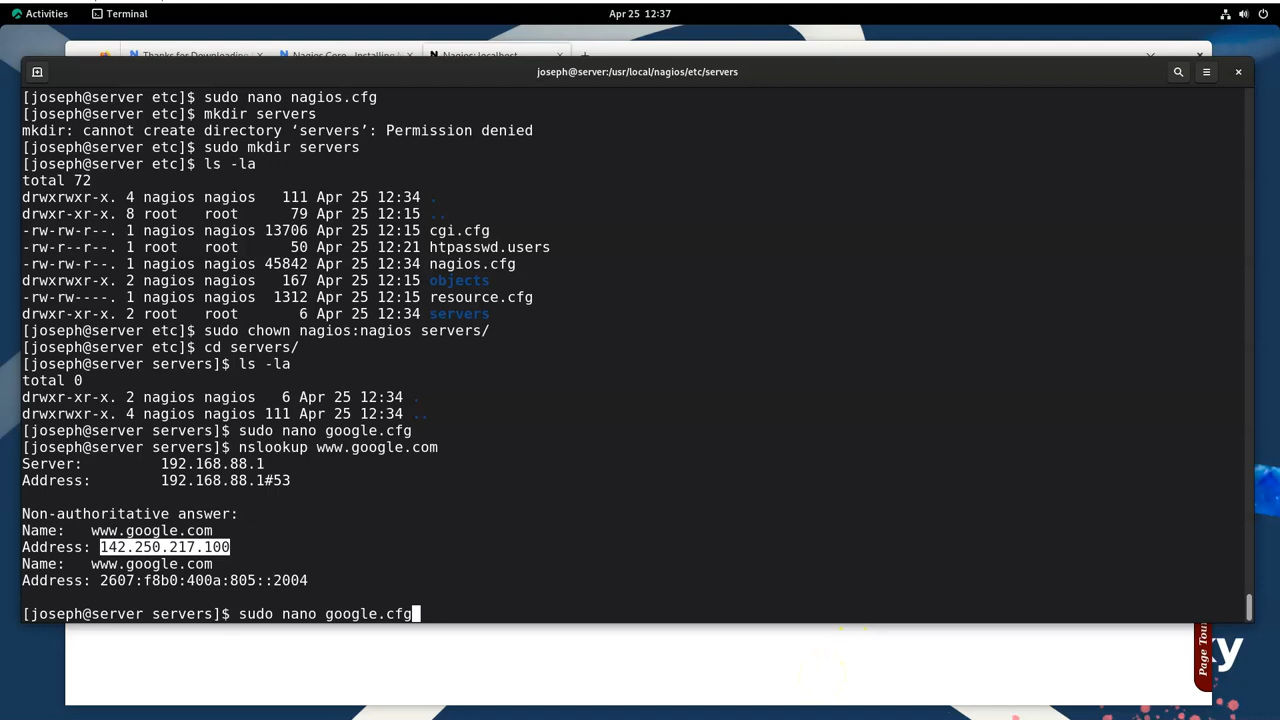 Activities
Terminal
Apr 25 12:37
Thanks for Downloading
Nagios Core - Installing
Nagios: localhost
joseph@server:/usr/local/nagios/etc/servers
[joseph@server etc]$ sudo nano nagios.cfg
[joseph@server etc]$ mkdir servers
mkdir: cannot create directory ‘servers’: Permission denied
[joseph@server etc]$ sudo mkdir servers
[joseph@server etc]$ ls -la
total 72
drwxrwxr-x. 4 nagios nagios   111 Apr 25 12:34 .
drwxr-xr-x. 8 root   root      79 Apr 25 12:15 ..
-rw-rw-r--. 1 nagios nagios 13706 Apr 25 12:15 cgi.cfg
-rw-r--r--. 1 root   root      50 Apr 25 12:21 htpasswd.users
-rw-rw-r--. 1 nagios nagios 45842 Apr 25 12:34 nagios.cfg
drwxrwxr-x. 2 nagios nagios   167 Apr 25 12:15 objects
-rw-rw----. 1 nagios nagios  1312 Apr 25 12:15 resource.cfg
drwxr-xr-x. 2 root   root       6 Apr 25 12:34 servers
[joseph@server etc]$ sudo chown nagios:nagios servers/
[joseph@server etc]$ cd servers/
[joseph@server servers]$ ls -la
total 0
drwxr-xr-x. 2 nagios nagios   6 Apr 25 12:34 .
drwxrwxr-x. 4 nagios nagios 111 Apr 25 12:34 ..
[joseph@server servers]$ sudo nano google.cfg
[joseph@server servers]$ nslookup www.google.com
Server:         192.168.88.1
Address:        192.168.88.1#53
Non-authoritative answer:
Name:   www.google.com
Address: 142.250.217.100
Name:   www.google.com
Address: 2607:f8b0:400a:805::2004
[joseph@server servers]$ sudo nano google.cfg
Page Tou
xy